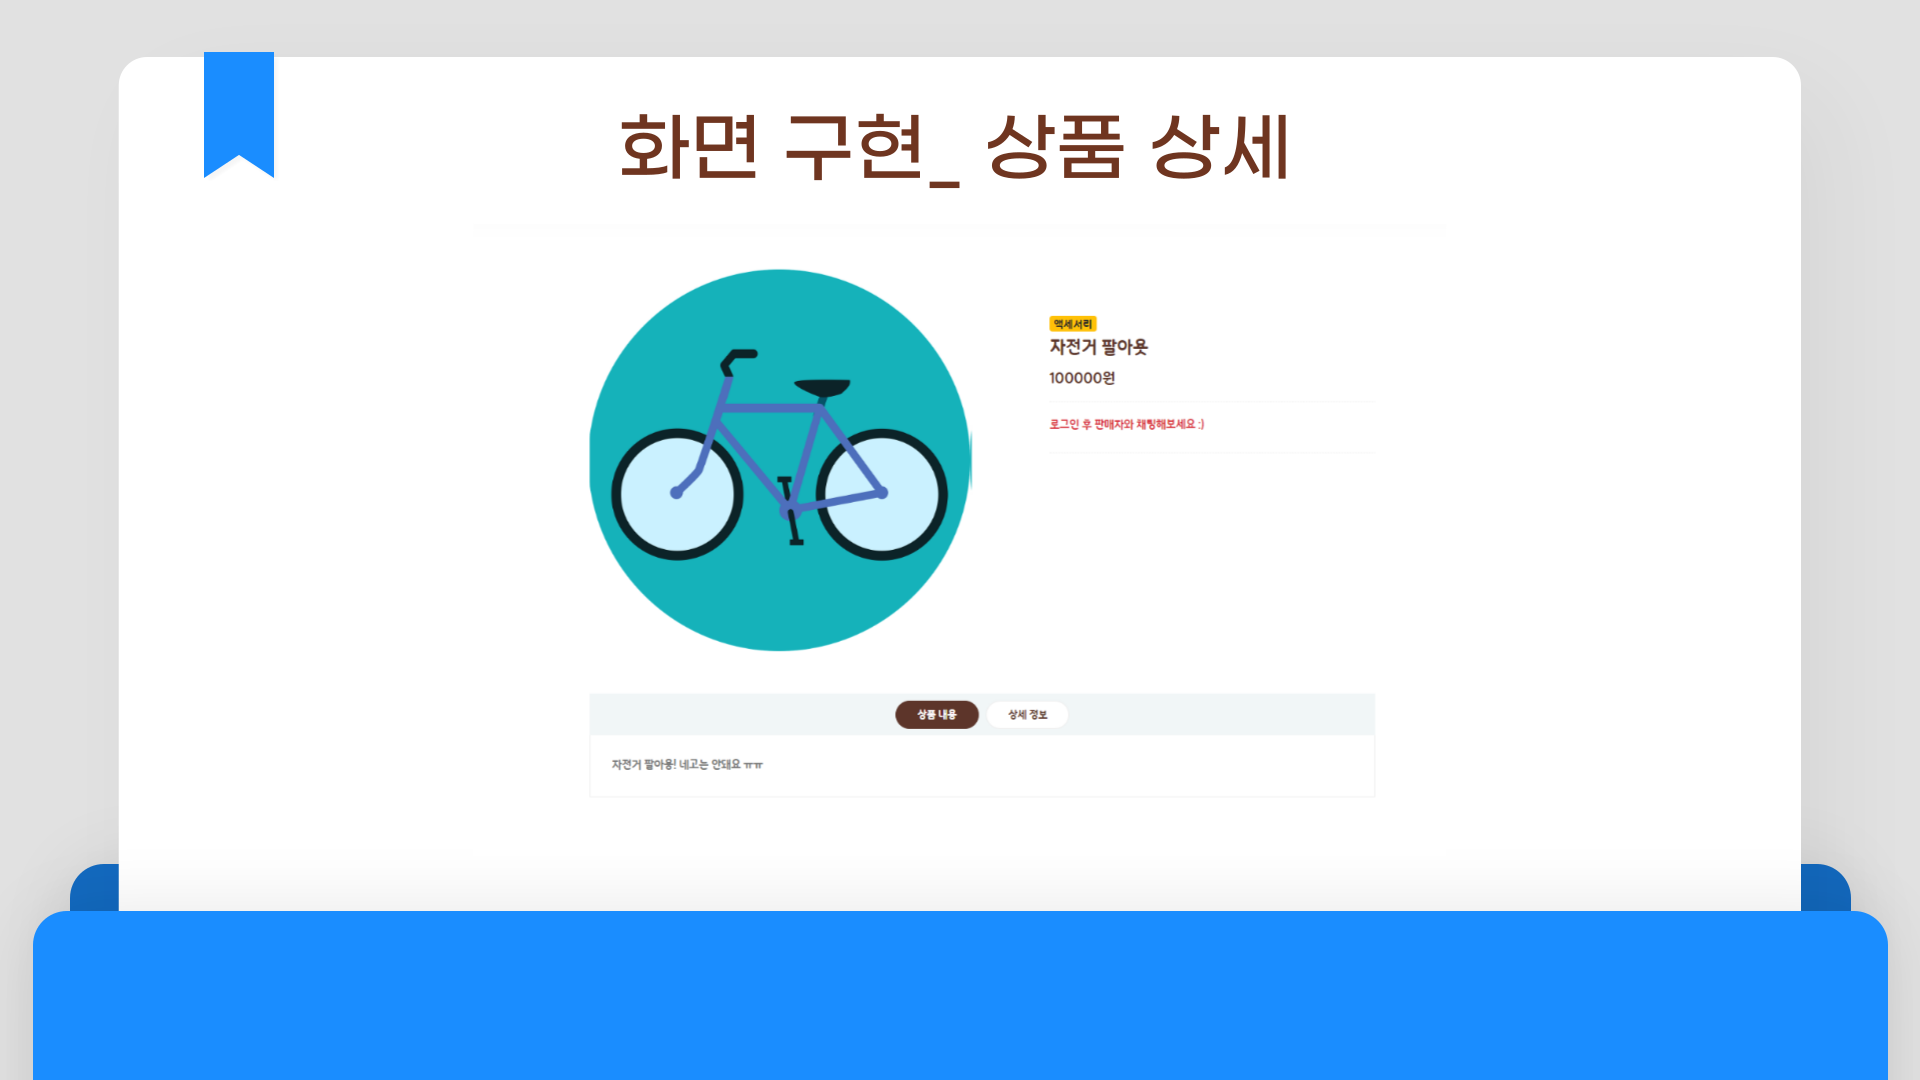 화면 구현_ 상품 상세
액세서리
자전거 팔아욧
100000원
로그인 후 판매자와 채팅해보세요 :)
상품 내용
상세 정보
자전거 팔아용! 네고는 안돼요 ㅠㅠ